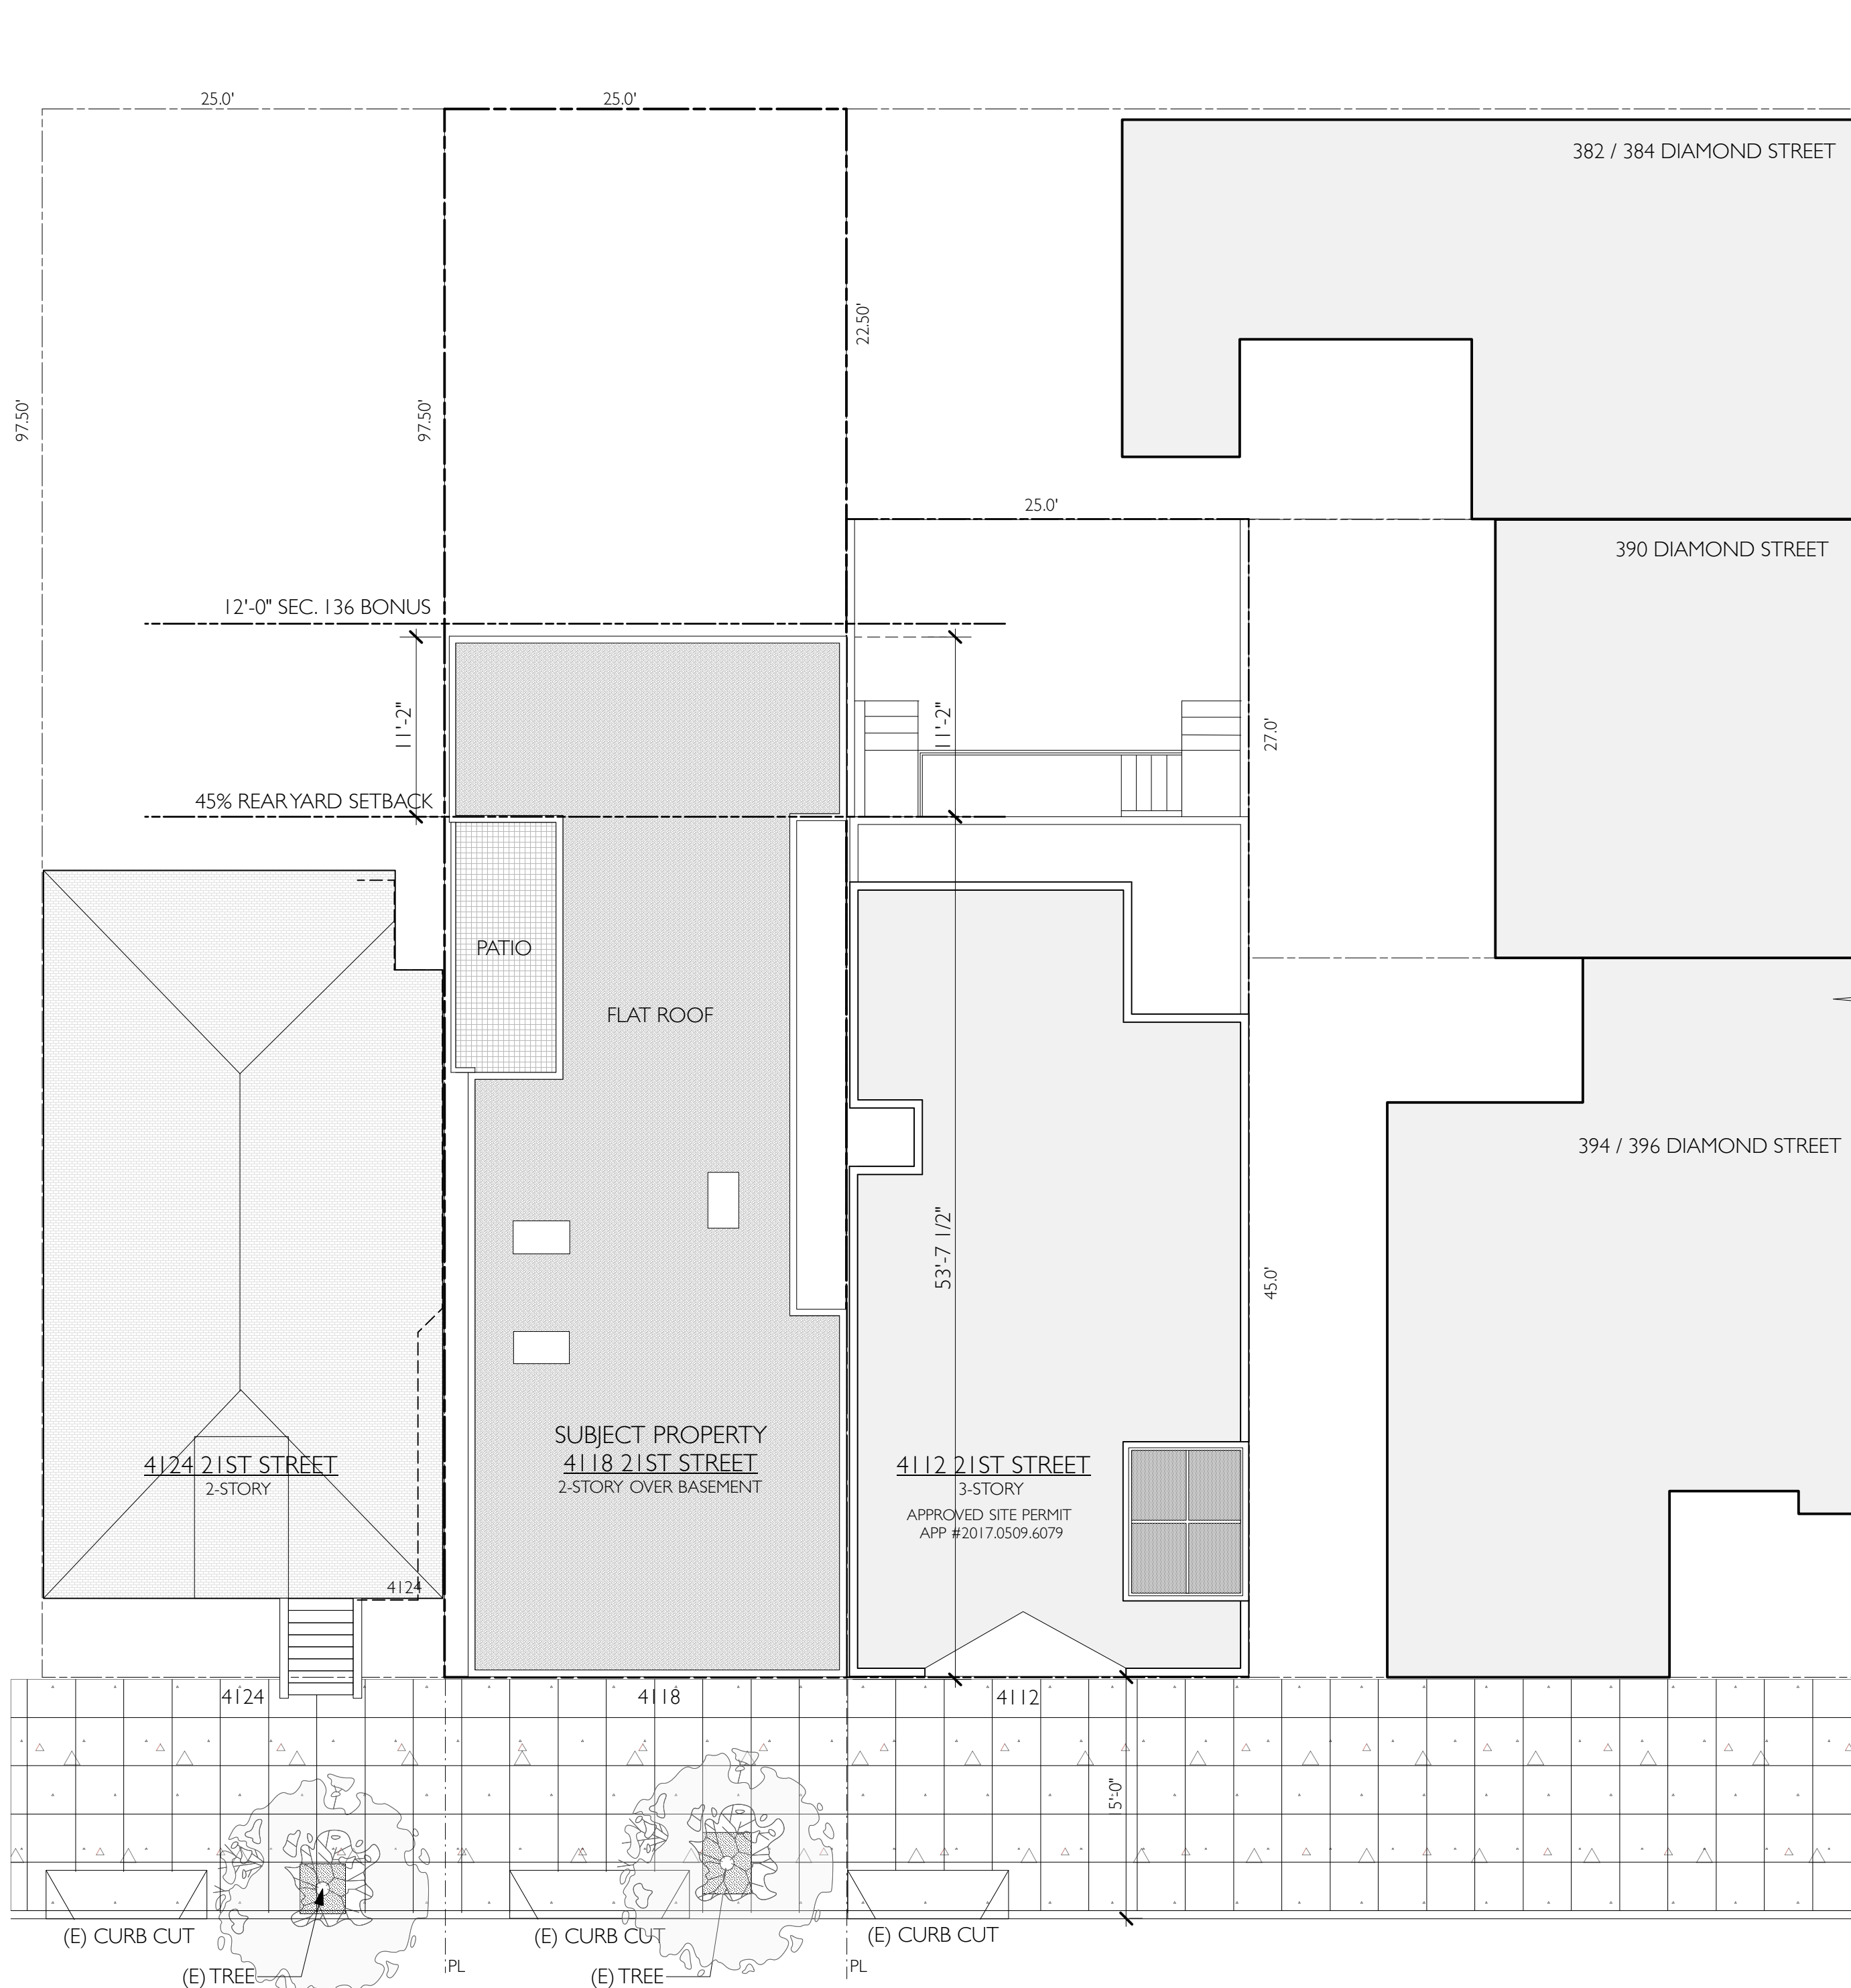 25.0'
25.0'
382 / 384 DIAMOND STREET
22.50'
97.50'
97.50'
25.0'
390 DIAMOND STREET
12'-0" SEC. 136 BONUS
11'-2"
11'-2"
27.0'
45% REAR YARD SETBACK
PATIO
FLAT ROOF
394 / 396 DIAMOND STREET
53'-7 1/2"
45.0'
SUBJECT PROPERTY
4118 21ST STREET
2-STORY OVER BASEMENT
4124 21ST STREET
2-STORY
4112 21ST STREET
3-STORY
APPROVED SITE PERMIT
APP #2017.0509.6079
4124
4124
4118
4112
5'-0"
(E) CURB CUT
(E) CURB CUT
(E) CURB CUT
PL
PL
(E) TREE
(E) TREE